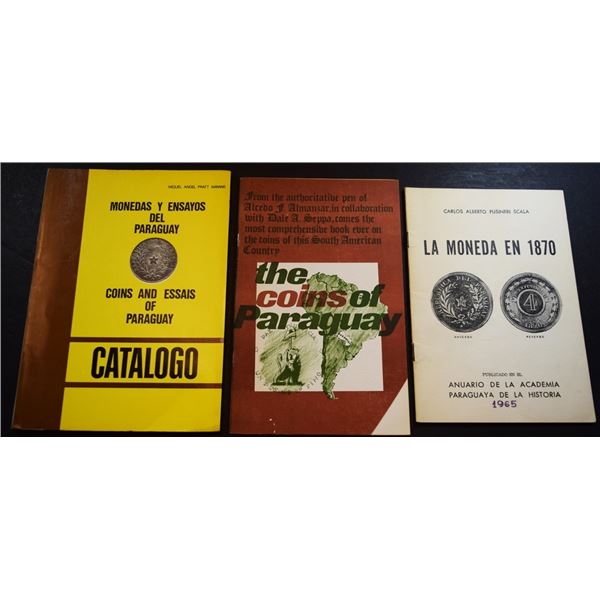 MIGUEL ANGEL PRATT MAYANS
MONEDAS Y ENSAYOS
DEL
PARAGUAY
COINS AND ESSAIS
OF
PARAGUAY
CATALOGO
From the authoritative pen of
Alcedo F. Almanzar, in collaboration
with Dale A. Seppa, comes the
most comprehensive book ever on
the coins of this South American
Country
the
coins of
Paraguay
CARLOS ALBERTO PUSINERI SCALA
LA MONEDA EN 1870
ANVERSO
REVERSO
PUBLICADO EN EL
ANUARIO DE LA ACADEMIA
PARAGUAYA DE LA HISTORIA
1965